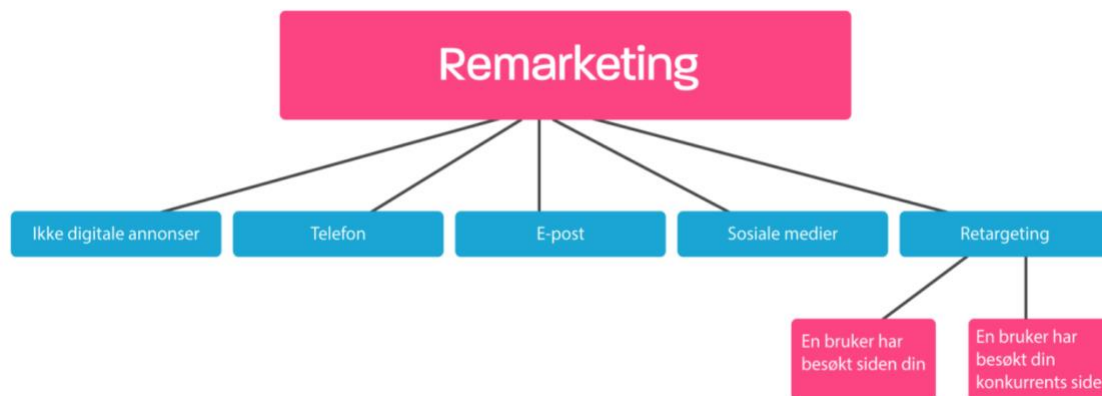 Remarketing
Ikke digitale annonser
Telefon
E-post
Sosiale medier
Retargeting
En bruker har
besøkt siden din
En bruker har
besøkt din
konkurrents side